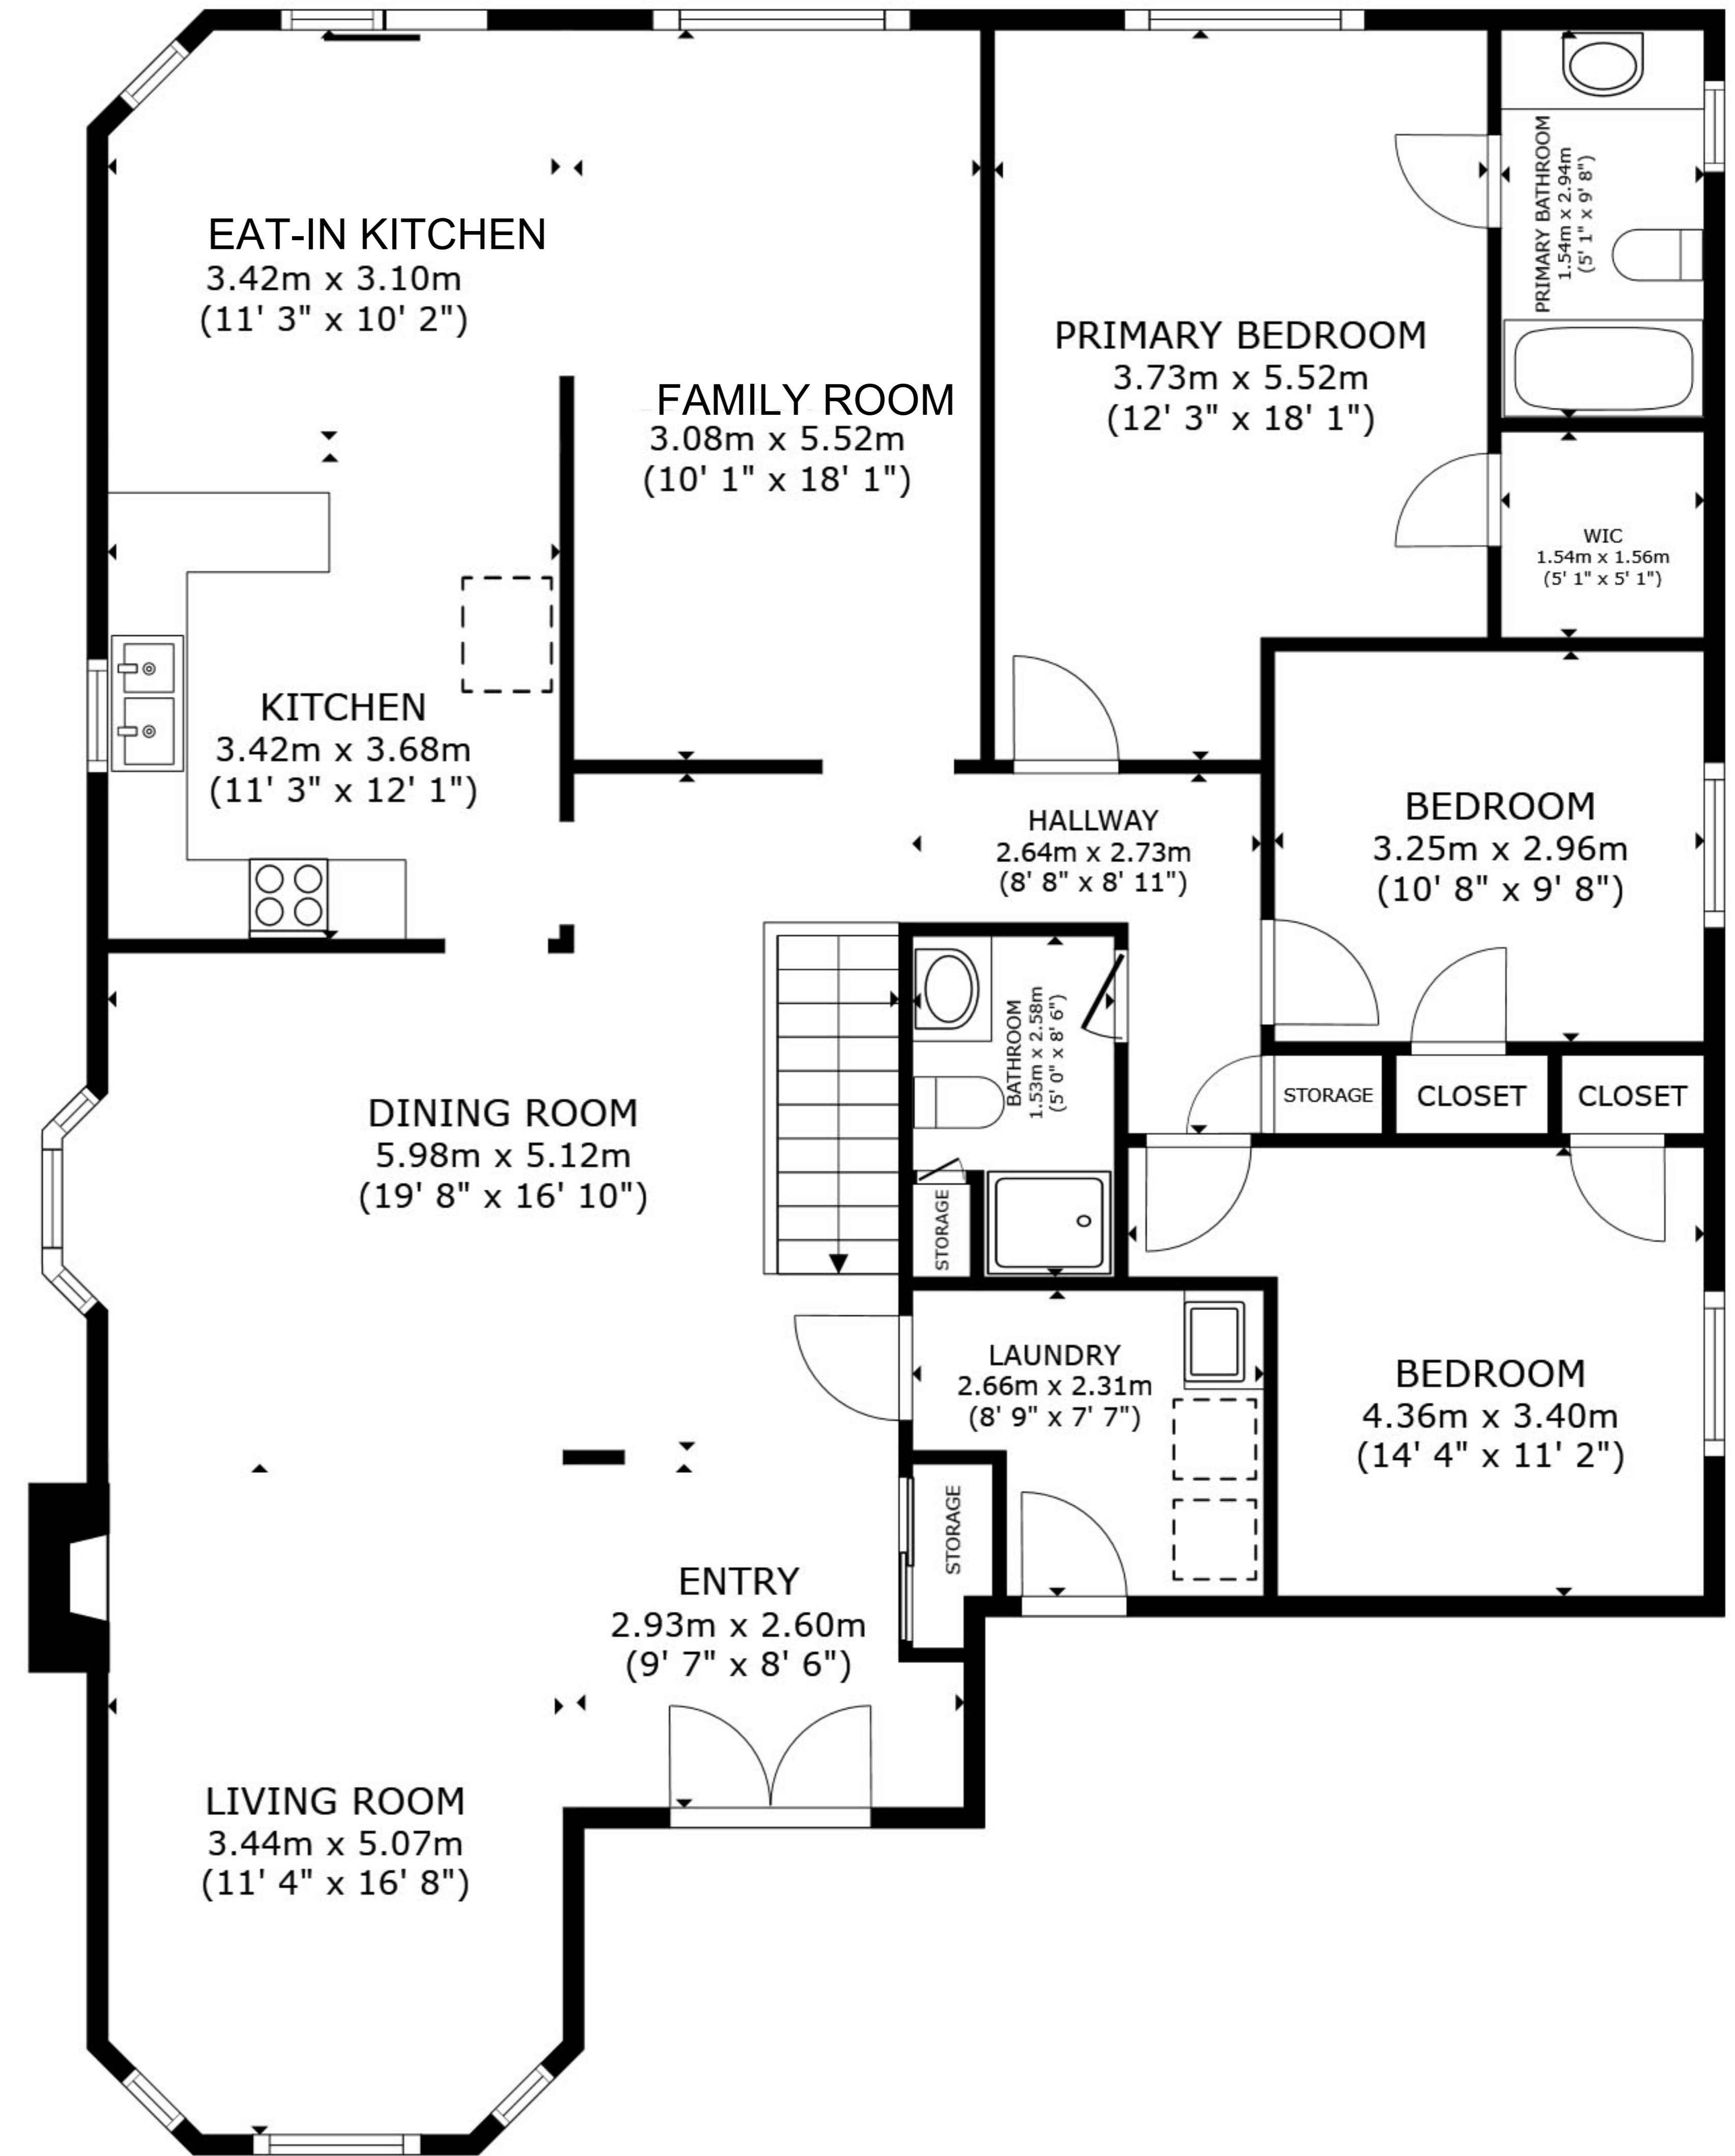 EAT-IN KITCHEN
3.42m x 3.10m
(11' 3" x 10' 2")
FAMILY ROOM
3.08m x 5.52m
(10' 1" x 18' 1")
PRIMARY BEDROOM
3.73m x 5.52m
(12' 3" x 18' 1")
PRIMARY BATHROOM
1.54m x 2.94m
(5' 1" x 9' 8")
WIC
1.54m x 1.56m
(5' 1" x 5' 1")
KITCHEN
3.42m x 3.68m
(11' 3" x 12' 1")
HALLWAY
2.64m x 2.73m
(8' 8" x 8' 11")
BEDROOM
3.25m x 2.96m
(10' 8" x 9' 8")
BATHROOM
1.53m x 2.58m
(5' 0" x 8' 6")
STORAGE
CLOSET
CLOSET
DINING ROOM
5.98m x 5.12m
(19' 8" x 16' 10")
STORAGE
LAUNDRY
2.66m x 2.31m
(8' 9" x 7' 7")
BEDROOM
4.36m x 3.40m
(14' 4" x 11' 2")
STORAGE
ENTRY
2.93m x 2.60m
(9' 7" x 8' 6")
LIVING ROOM
3.44m x 5.07m
(11' 4" x 16' 8")